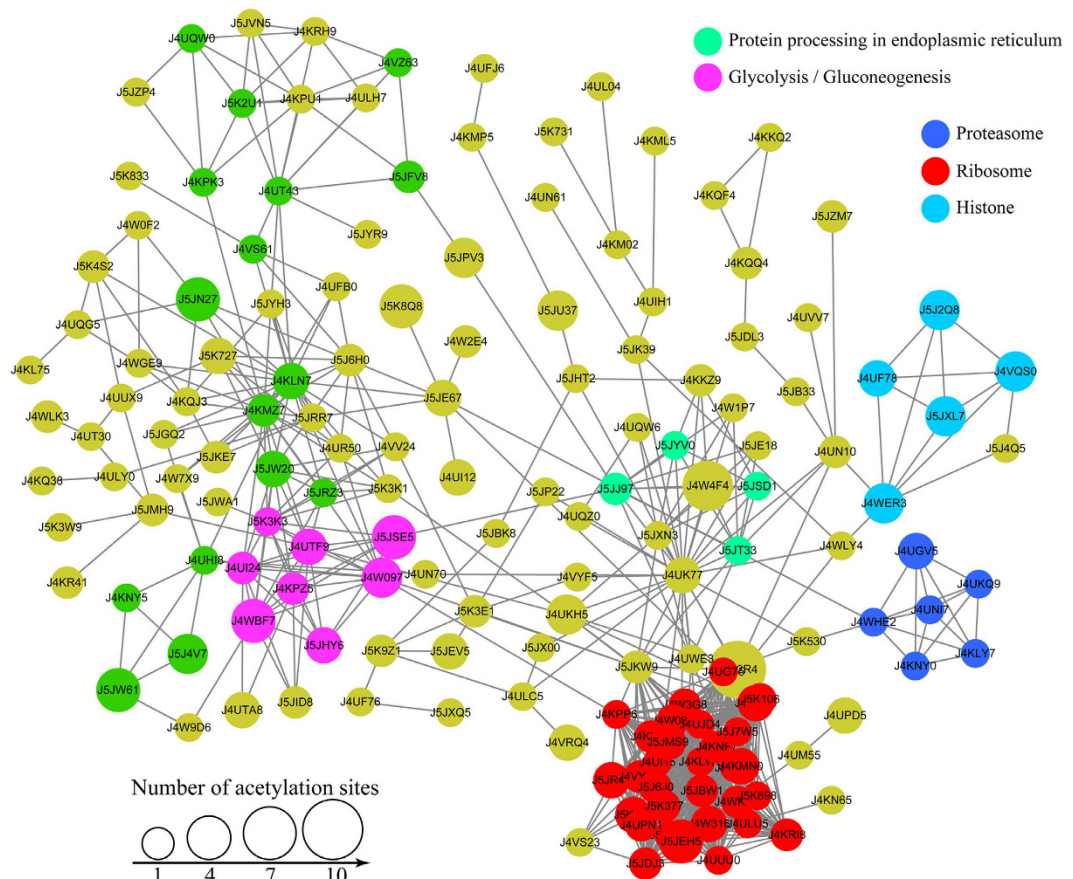 J4UQW0
J5JVN5
J4KRH9
J4VZ63
J5JZP4
J5K2U1
J4KPU1
J4ULH7
J4UFJ6
J4UL04
J4KMP5
J5K731
J4KML5
J4KKQ2
Protein processing in endoplasmic reticulum
Glycolysis / Gluconeogenesis
Proteasome
Ribosome
Histone
J5K833
J4KPK3
J4UT43
J5JFV8
J4UN61
J4KQF4
J4W0F2
J4VS61
J5JYR9
J5JPV3
J4KM02
J4KQQ4
J5JZM7
J5K4S2
J4UFB0
J5JN27
J5JYH3
J5K8Q8
J5JU37
J4UIH1
J4UQG5
J4UVV7
J5J2Q8
J4KL75
J4WGE9
J5K727
J5J6H0
J4W2E4
J5JK39
J5JDL3
J4UF78
J4VQS0
J4KLN7
J5JHT2
J4KKZ9
J5JB33
J4UUX9
J4KQJ3
J4KMZ7
J5JRR7
J5JE67
J4W1P7
J5JXL7
J4WLK3
J4UT30
J5JGQ2
J4UQW6
J5JYV0
J5JE18
J4UN10
J5J4Q5
J5JKE7
J4UR50
J4VV24
J4KQ38
J4ULY0
J4W7X9
J5JW20
J5JRZ3
J5K3K1
J4UI12
J5JP22
J5JJ97
J4W4F4
J5JSD1
J4WER3
J5JWA1
J5K3W9
J5JMH9
J5K3K3
J5JSE5
J5JBK8
J4UQZ0
J5JXN3
J5JT33
J4WLY4
J4UHI8
J4UI24
J4UTF9
J4W097
J4UN70
J4VYF5
J4UK77
J4UGV5
J4KR41
J4KNY5
J4KPZ5
J4UKQ9
J4WBF7
J5K3E1
J4UKH5
J4WHE2
J4UNI7
J5J4V7
J5JHY6
J5K9Z1
J5JEV5
J5JX00
J5K530
J4KLY7
J4KNY0
J5JW61
J5JKW9
J4UWE3
J4UTA8
J5JID8
J4UF76
J5JXQ5
J4ULC5
J5K106
J4W9D6
J4KPP6
J4W3G8
J4UPD5
J4VRQ4
J4UJD4
J5J7W5
J5JMS9
J4UM55
J5JR4
J4KMN0
Number of acetylation sites
J5JBW1
J5K698
J4KN65
J5K377
J4UPN1
J4W316
J4ULU5
J4VS23
J5JEH5
J4KRI8
J5JDJ3
J4UUU0
1 4 7 10